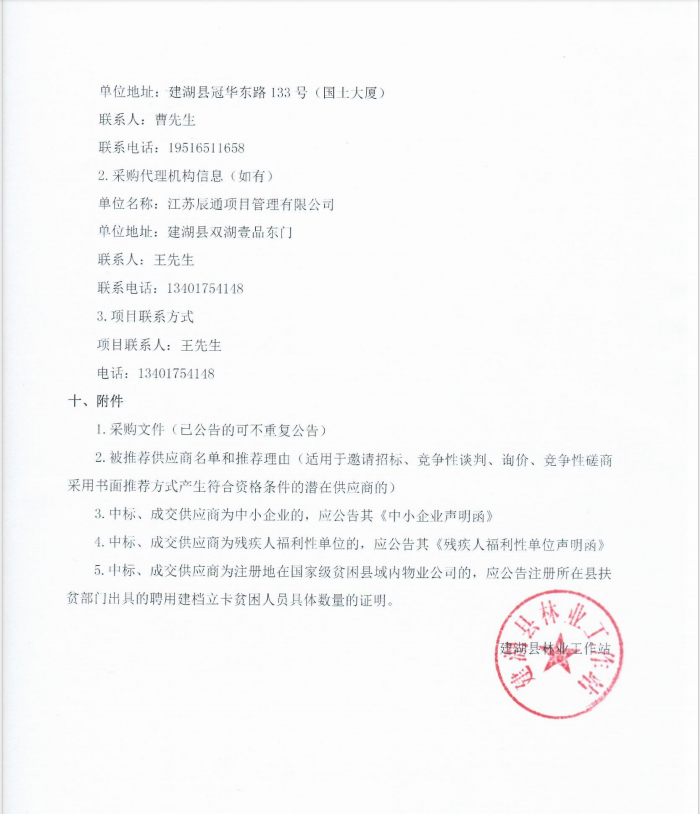 单位地址：建湖县冠华东路 133 号（国土大厦）
联系人：曹先生
联系电话：19516511658
2.采购代理机构信息（如有）
单位名称：江苏辰通项目管理有限公司
单位地址：建湖县双湖壹品东门
联系人：王先生
联系电话：13401754148
3.项目联系方式
项目联系人：王先生
电话：13401754148
十、附件
1.采购文件（已公告的可不重复公告）
2.被推荐供应商名单和推荐理由（适用于邀请招标、竞争性谈判、询价、竞争性磋商
采用书面推荐方式产生符合资格条件的潜在供应商的）
3.中标、成交供应商为中小企业的，应公告其《中小企业声明函》
4.中标、成交供应商为残疾人福利性单位的，应公告其《残疾人福利性单位声明函》
5.中标、成交供应商为注册地在国家级贫困县域内物业公司的，应公告注册所在县扶
贫部门出具的聘用建档立卡贫困人员具体数量的证明。
建湖县林业工作站
建湖县林业工作站